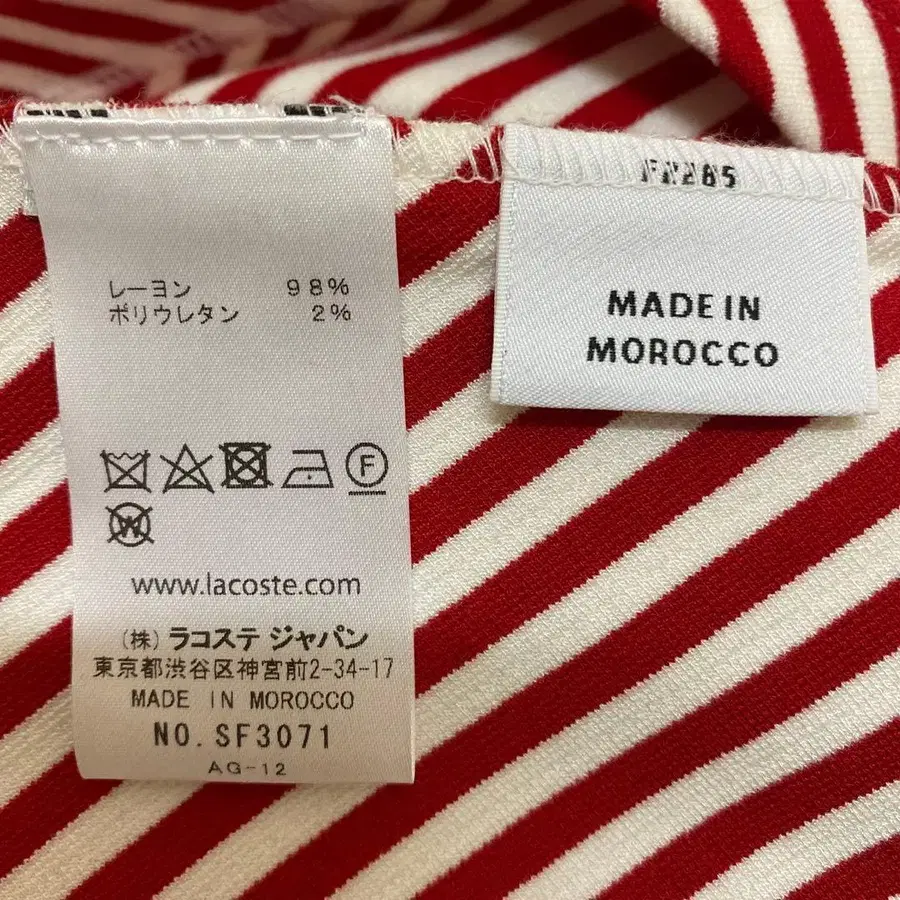 レーヨン 98%
ポリウレタン 2%
F
W
www.lacoste.com
(株) ラコステ ジャパン
東京都渋谷区神宮前2-34-17
MADE IN MOROCCO
NO. SF3071
AG-12
MADE IN
MOROCCO